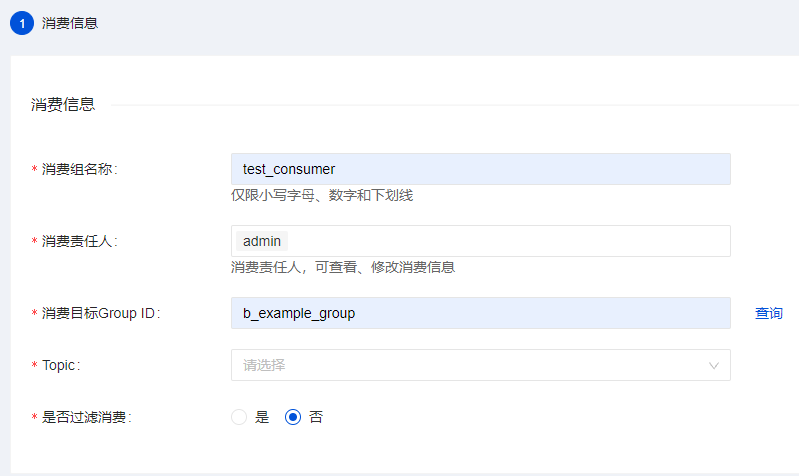 1 消费信息
消费信息
* 消费组名称: test_consumer
仅限小写字母、数字和下划线
* 消费责任人: admin
消费责任人，可查看、修改消费信息
* 消费目标Group ID: b_example_group 查询
* Topic: 请选择
* 是否过滤消费: 是 否